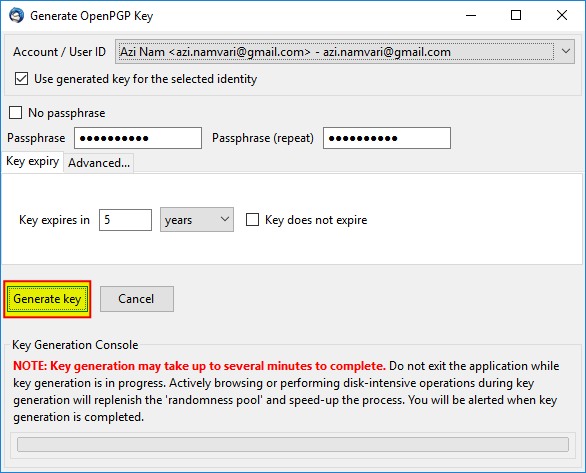 Generate OpenPGP Key
Account / User ID
Azi Nam <azi.namvari@gmail.com> - azi.namvari@gmail.com
Use generated key for the selected identity
No passphrase
Passphrase ●●●●●●●●●● Passphrase (repeat) ●●●●●●●●●●
Key expiry Advanced...
Key expires in 5 years Key does not expire
Generate key Cancel
Key Generation Console
NOTE: Key generation may take up to several minutes to complete. Do not exit the application while
key generation is in progress. Actively browsing or performing disk-intensive operations during key
generation will replenish the 'randomness pool' and speed-up the process. You will be alerted when key
generation is completed.